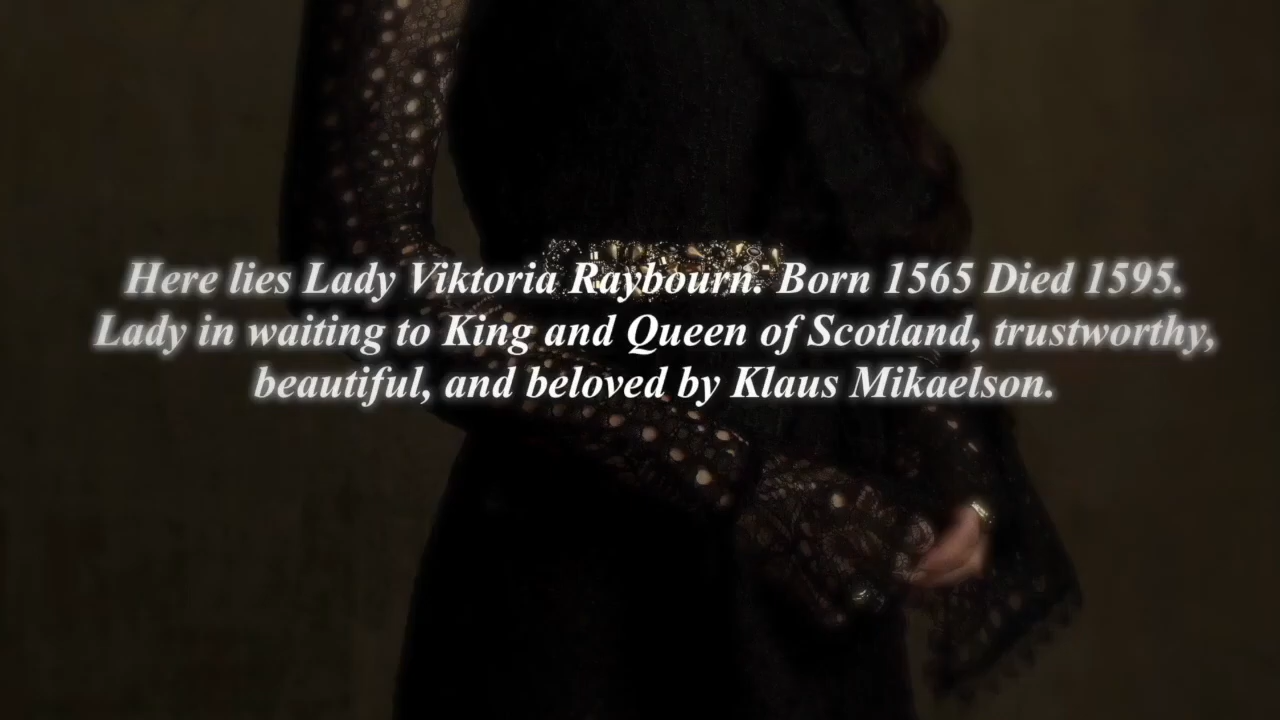 Here lies Lady Viktoria Raybourn. Born 1565 Died 1595.
Lady in waiting to King and Queen of Scotland, trustworthy,
beautiful, and beloved by Klaus Mikaelson.